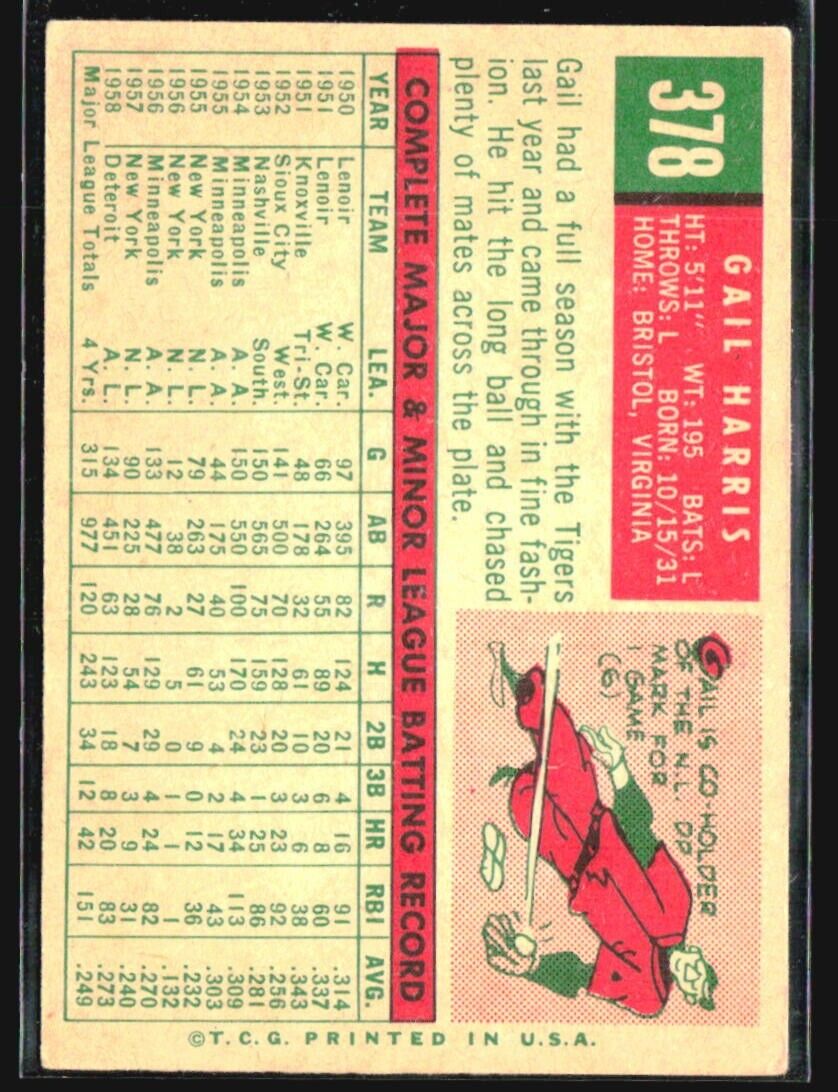 378
GAIL HARRIS
HT: 5'11" WT: 195 BATS: L
THROWS: L BORN: 10/15/31
HOME: BRISTOL, VIRGINIA
Gail had a full season with the Tigers
last year and came through in fine fash-
ion. He hit the long ball and chased
plenty of mates across the plate.
GAIL IS CO-HOLDER
OF THE N.L. DP
MARK FOR
1 GAME
(6)
COMPLETE MAJOR & MINOR LEAGUE BATTING RECORD
YEAR TEAM LEA. G AB R H 2B 3B HR RBI AVG.
1950 Lenoir W. Car. 97 395 82 124 21 4 16 91 .314
1951 Lenoir W. Car. 66 264 55 89 20 6 8 60 .337
1951 Knoxville Tri-St. 48 178 32 61 10 3 6 38 .343
1952 Sioux City West. 141 500 70 128 20 3 23 92 .256
1953 Nashville South. 150 565 75 159 23 1 25 86 .281
1954 Minneapolis A. A. 150 550 100 170 24 4 34 113 .309
1955 Minneapolis A. A. 44 175 40 53 4 2 17 43 .303
1955 New York N. L. 79 263 27 61 9 0 12 36 .232
1956 New York N. L. 12 38 2 5 0 1 1 1 .132
1956 Minneapolis A. A. 133 477 76 129 29 4 24 82 .270
1957 New York N. L. 90 225 28 54 7 3 9 31 .240
1958 Deteroit A. L. 134 451 63 123 18 8 20 83 .273
Major League Totals 4 Yrs. 315 977 120 243 34 12 42 151 .249
©T.C.G. PRINTED IN U.S.A.